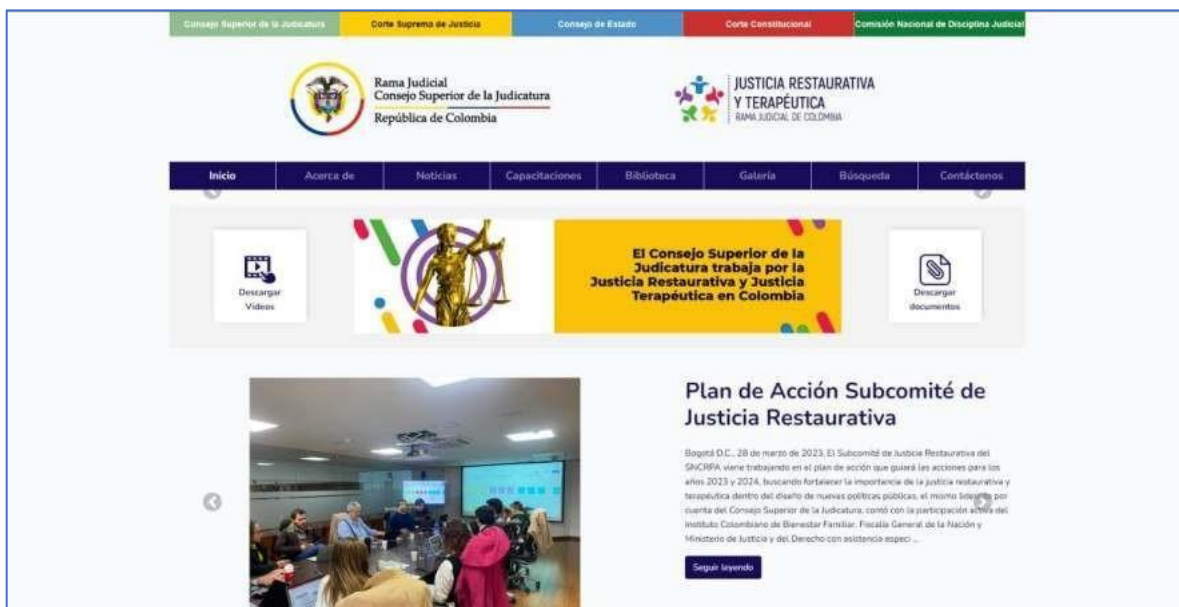 Consejo Superior de la Judicatura
Corte Suprema de Justicia
Consejo de Estado
Corte Constitucional
Comisión Nacional de Disciplina Judicial
Rama Judicial
Consejo Superior de la Judicatura
República de Colombia
JUSTICIA RESTAURATIVA
Y TERAPÉUTICA
RAMA JUDICIAL DE COLOMBIA
Inicio
Acerca de
Noticias
Capacitaciones
Biblioteca
Galería
Búsqueda
Contáctenos
Descargar
Videos
El Consejo Superior de la
Judicatura trabaja por la
Justicia Restaurativa y Justicia
Terapéutica en Colombia
Descargar
documentos
Plan de Acción Subcomité de
Justicia Restaurativa
Bogotá D.C., 28 de marzo de 2023. El Subcomité de Justicia Restaurativa del
SNCRPA viene trabajando en el plan de acción que guiará las acciones para los
años 2023 y 2024, buscando fortalecer la importancia de la justicia restaurativa y
terapéutica dentro del diseño de nuevas políticas públicas, el mismo por
cuenta del Consejo Superior de la Judicatura, contó con la participación activa del
Instituto Colombiano de Bienestar Familiar, Fiscalía General de la Nación y
Ministerio de Justicia y del Derecho con asistencia especi ...
Seguir leyendo